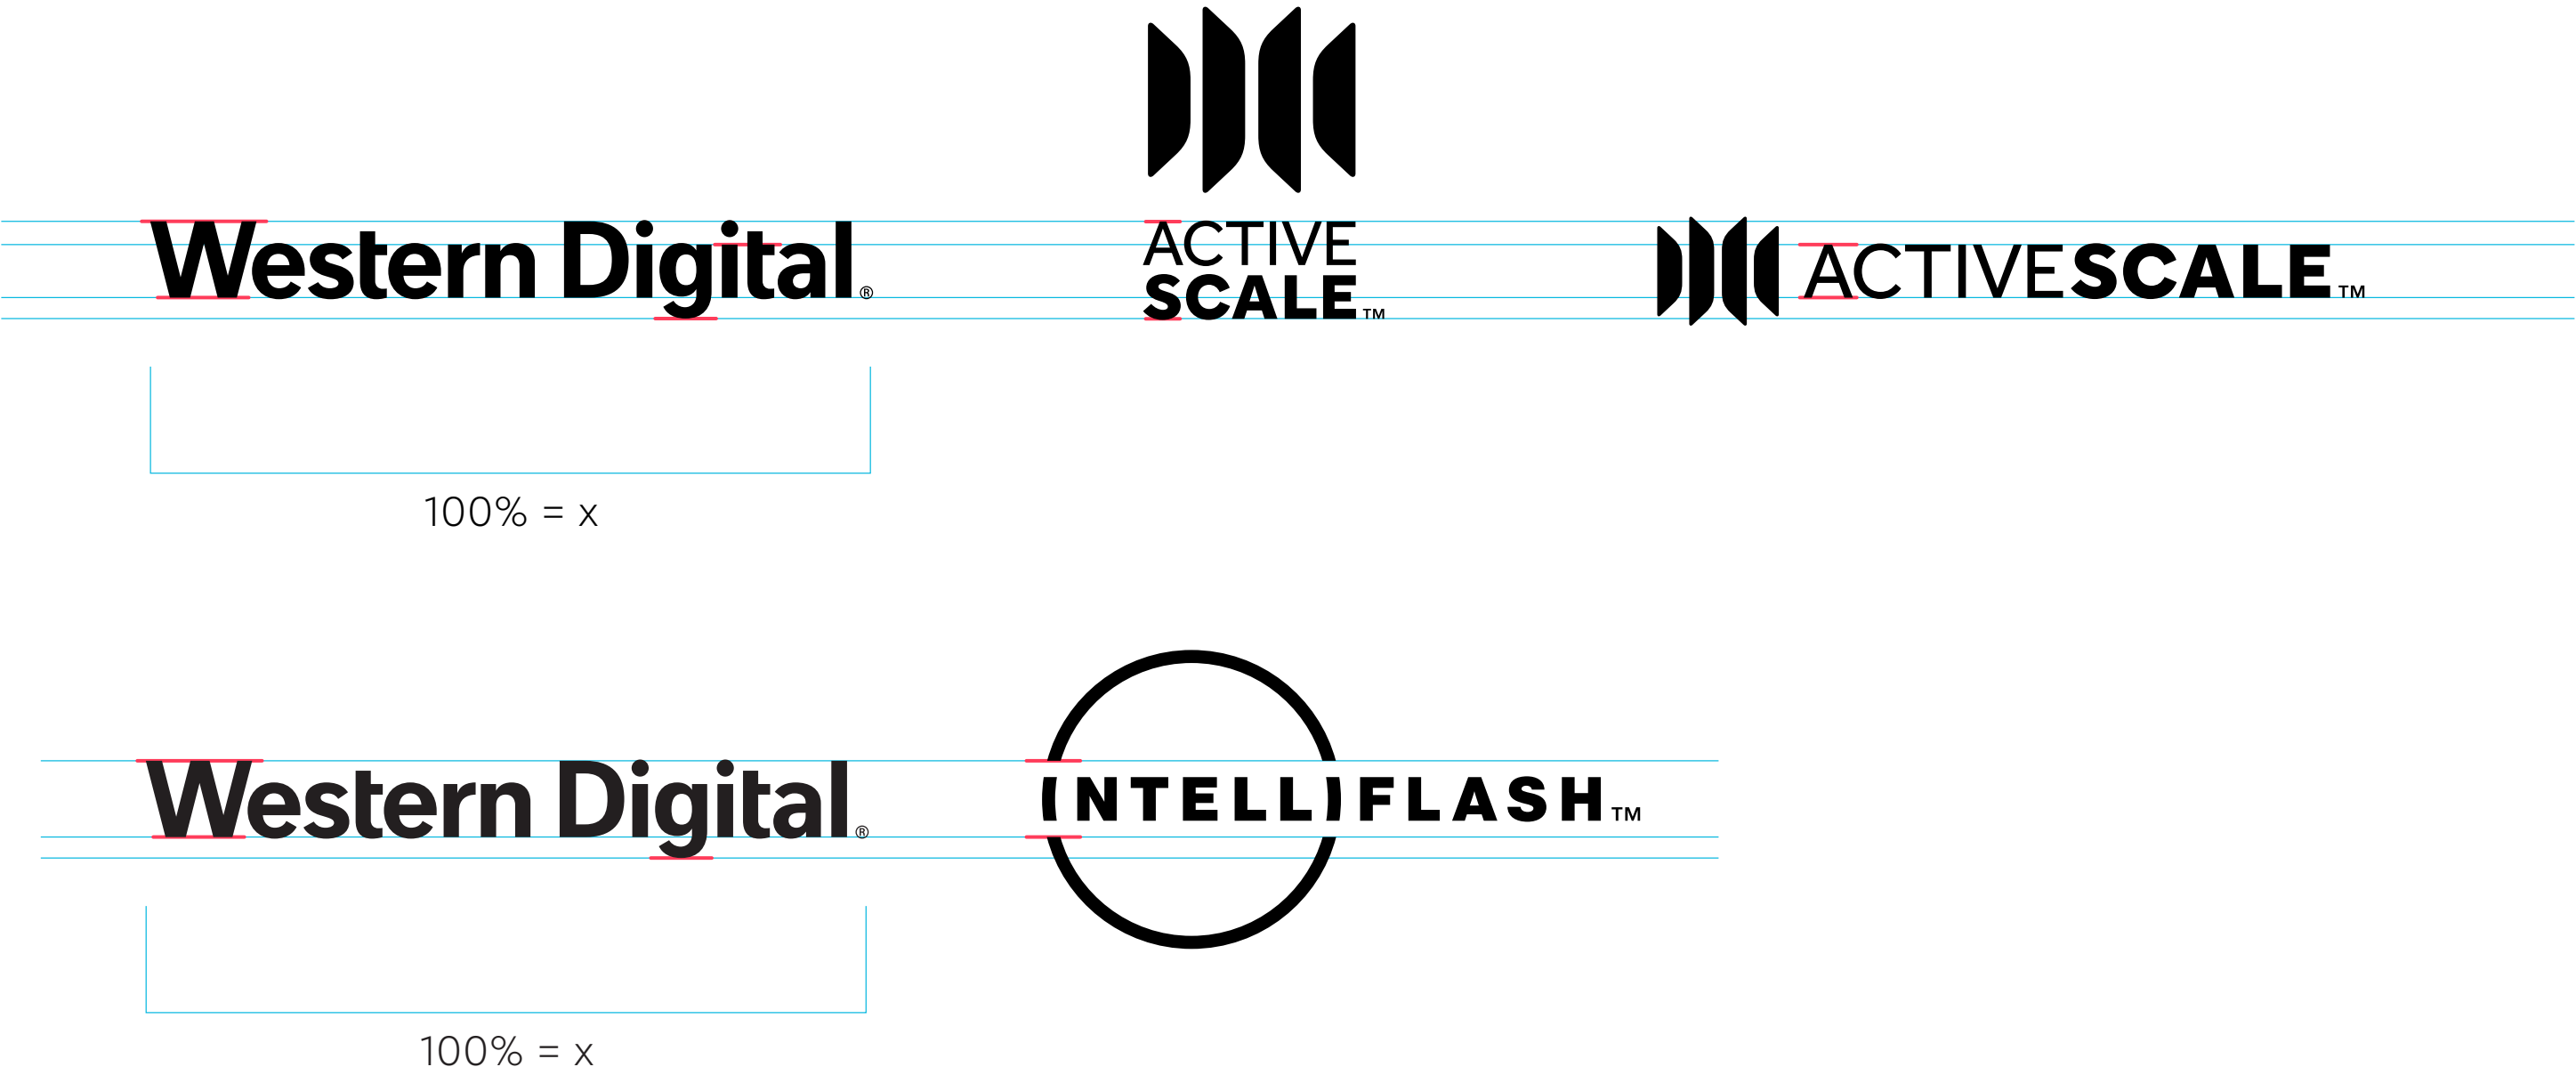 Western Digital®
ACTIVE
SCALE™
ACTIVESCALE™
100% = x
Western Digital®
INTELLIFLASH™
100% = x